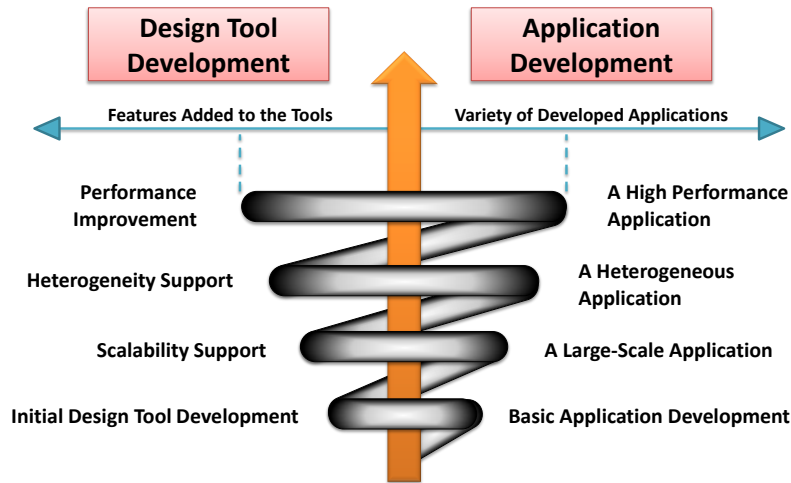 Design Tool
Development
Application
Development
Features Added to the Tools
Variety of Developed Applications
Performance
Improvement
A High Performance
Application
Heterogeneity Support
A Heterogeneous
Application
Scalability Support
A Large-Scale Application
Initial Design Tool Development
Basic Application Development